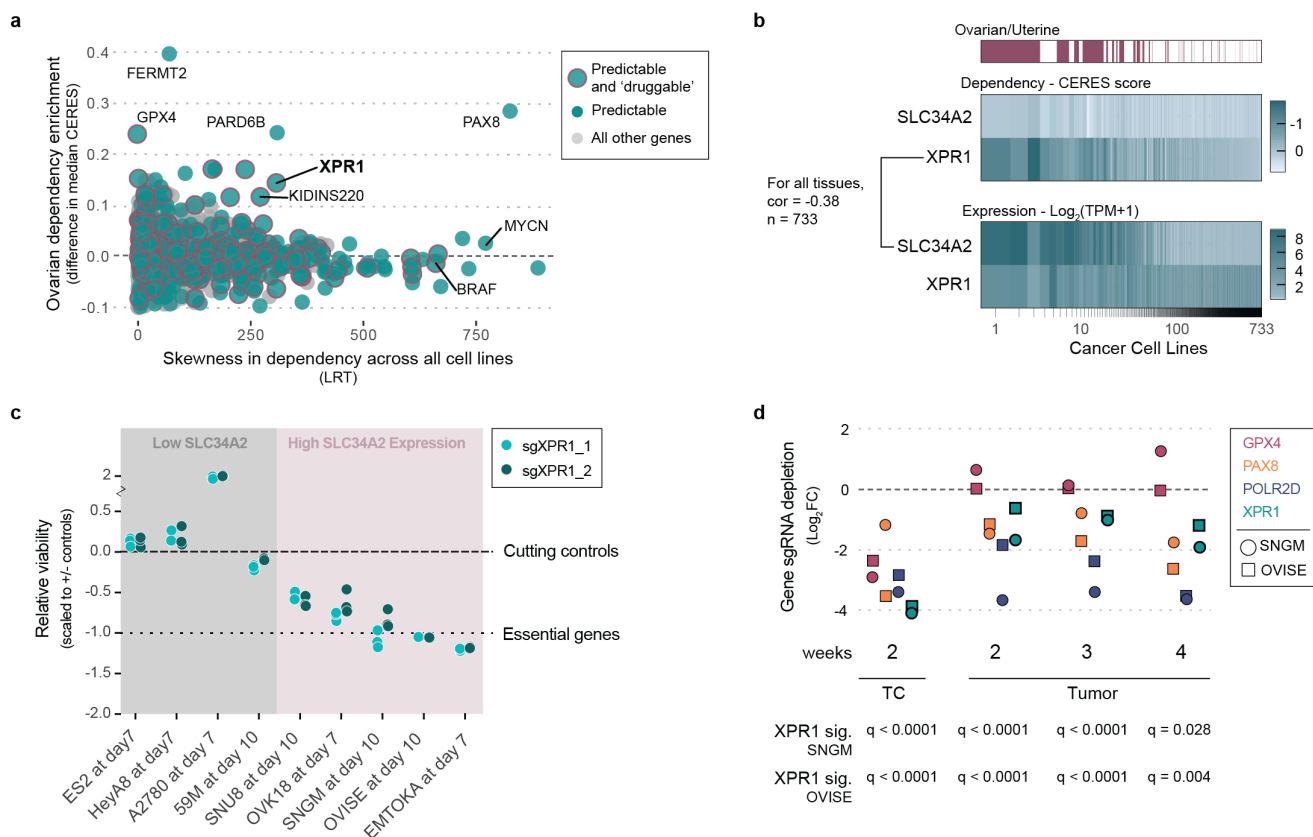 a
Ovarian dependency enrichment
(difference in median CERES)
0.4
0.3
0.2
0.1
0.0
-0.1
FERMT2
GPX4
PARD6B
PAX8
XPR1
KIDINS220
MYCN
BRAF
0
250
500
750
Skewness in dependency across all cell lines
(LRT)
Predictable
and ‘druggable’
Predictable
All other genes
b
Ovarian/Uterine
Dependency - CERES score
SLC34A2
XPR1
-1
0
For all tissues,
cor = -0.38
n = 733
Expression - Log2(TPM+1)
SLC34A2
XPR1
8
6
4
2
1
10
100
733
Cancer Cell Lines
c
Relative viability
(scaled to +/- controls)
2
0.5
0.0
-0.5
-1.0
-1.5
-2.0
Low SLC34A2
High SLC34A2 Expression
sgXPR1_1
sgXPR1_2
Cutting controls
Essential genes
ES2 at day7
HeyA8 at day7
A2780 at day 7
59M at day 10
SNU8 at day 10
OVK18 at day 7
SNGM at day 10
OVISE at day 10
EMTOKA at day 7
d
Gene sgRNA depletion
(Log2FC)
2
0
-2
-4
GPX4
PAX8
POLR2D
XPR1
SNGM
OVISE
weeks 2 2 3 4
TC Tumor
XPR1 sig. q < 0.0001 q < 0.0001 q < 0.0001 q = 0.028
SNGM
XPR1 sig. q < 0.0001 q < 0.0001 q < 0.0001 q = 0.004
OVISE